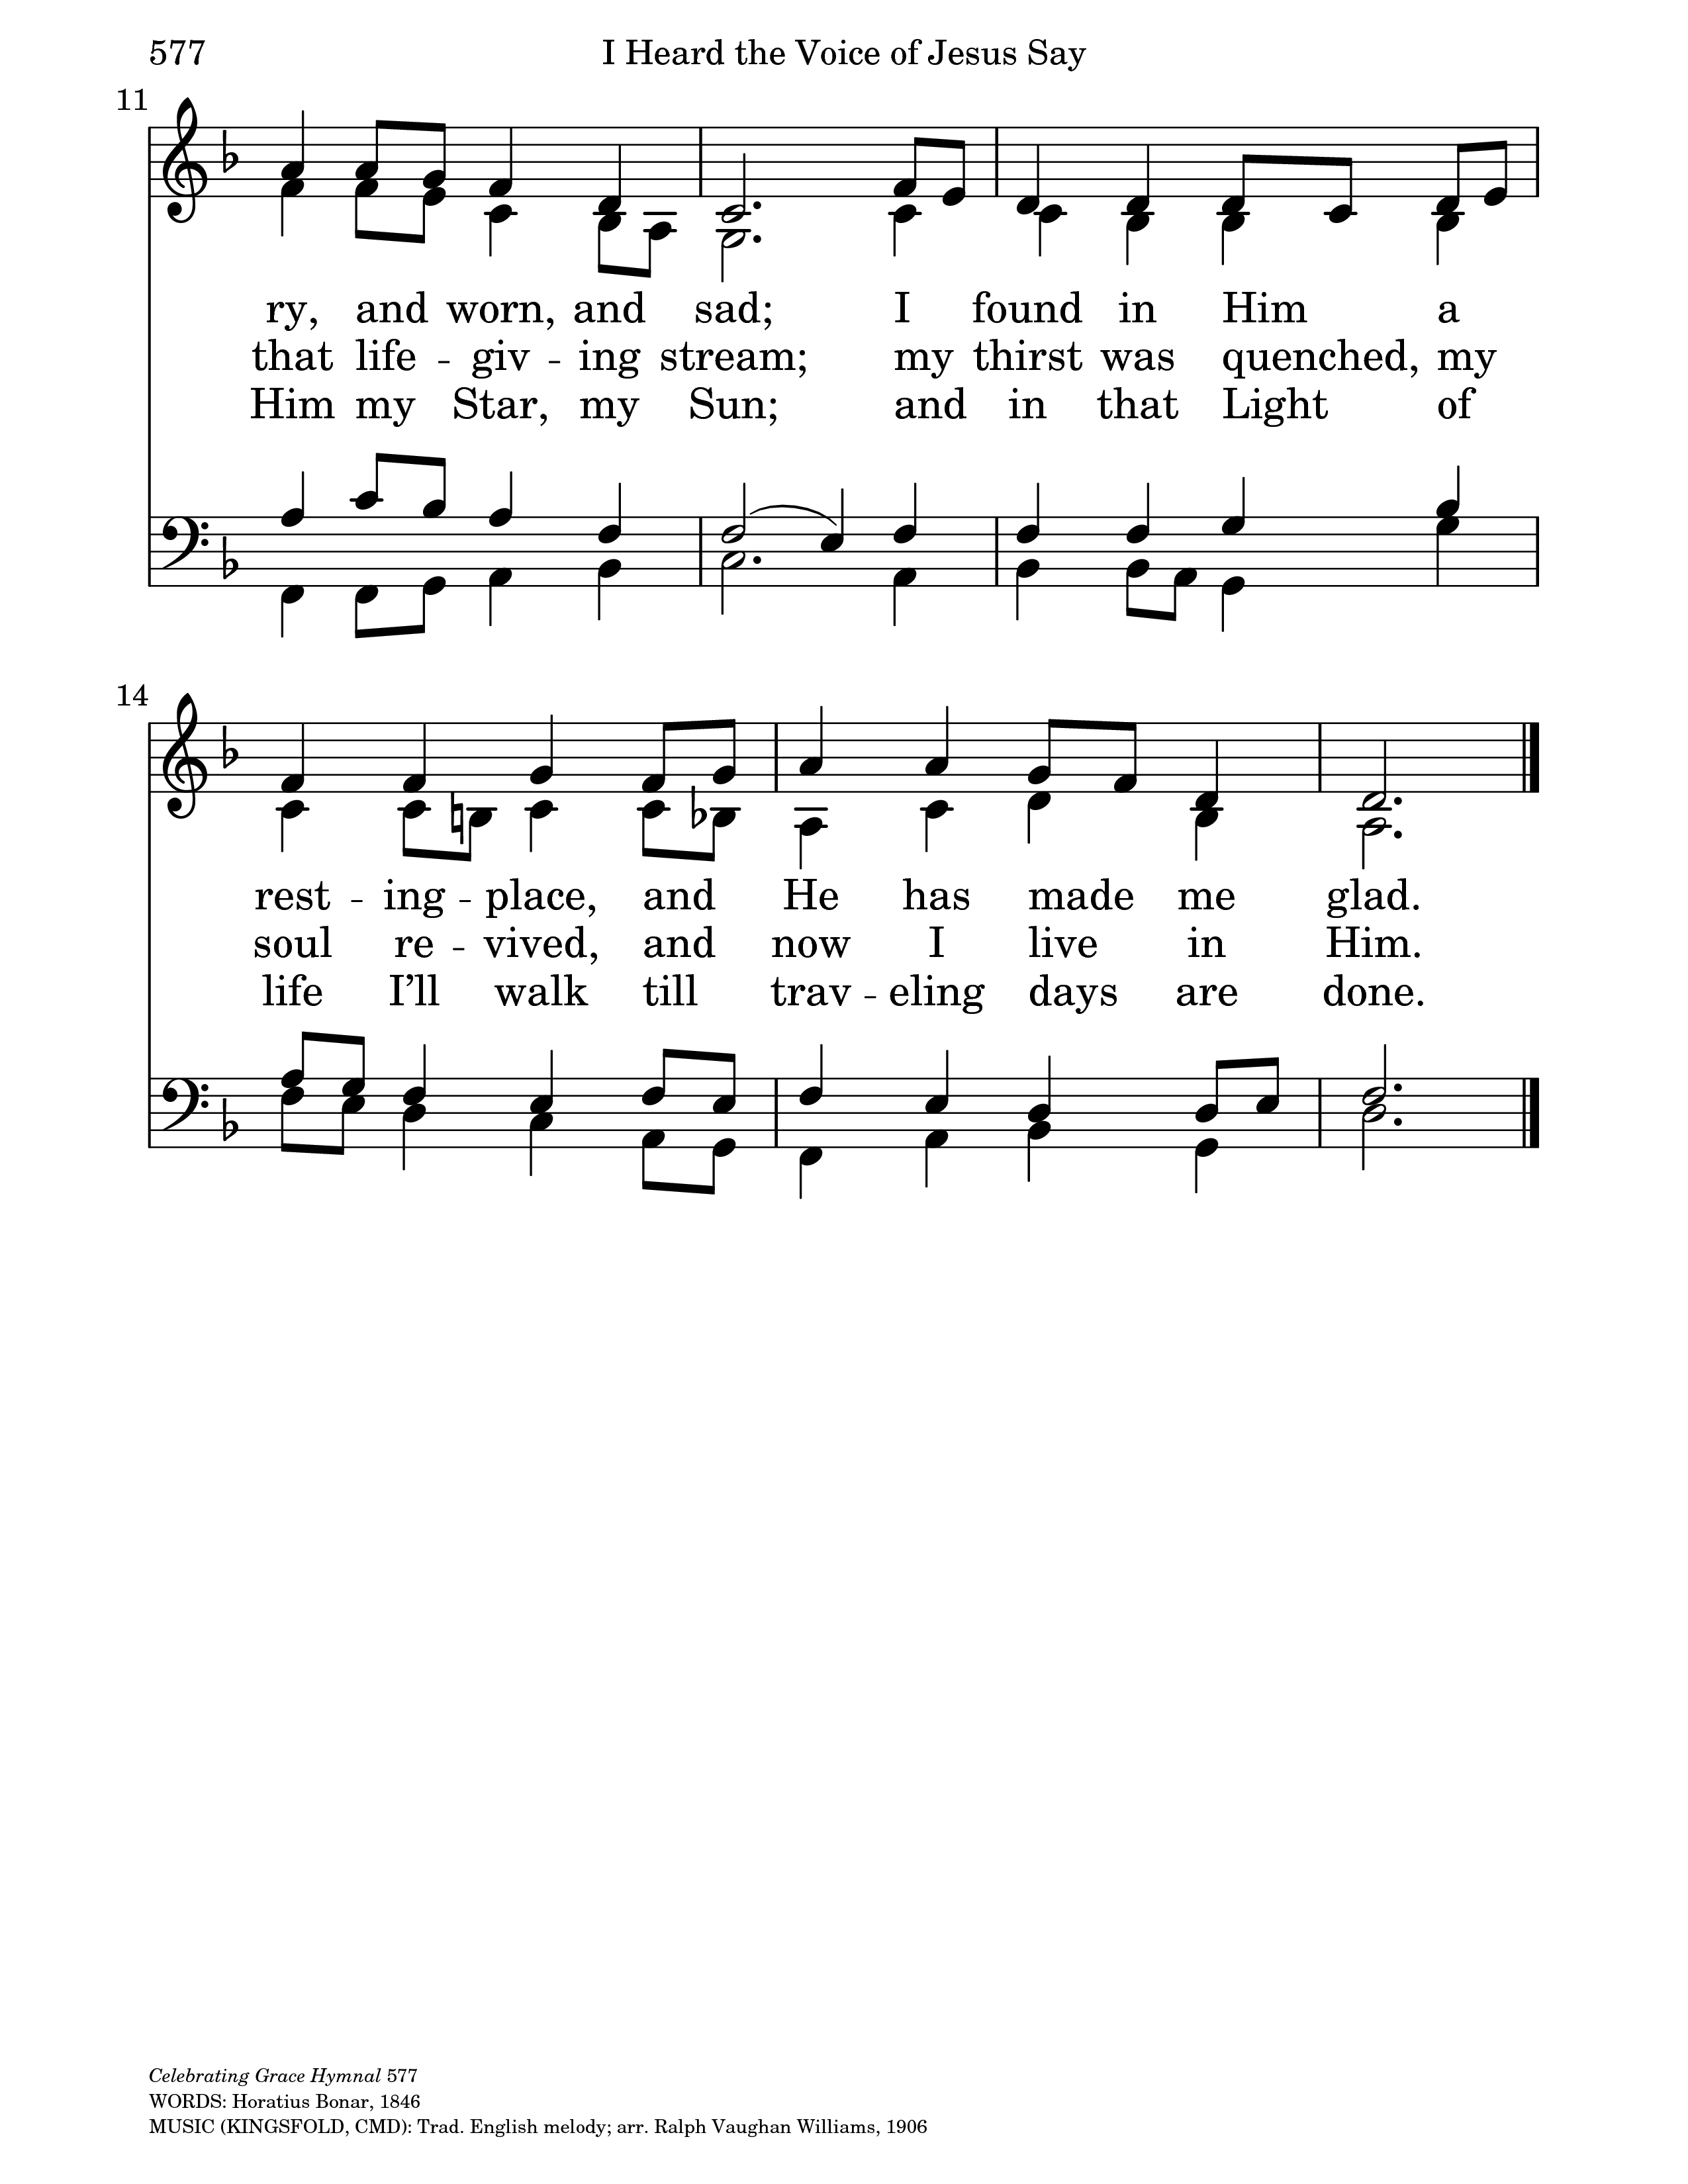 577 I Heard the Voice of Jesus Say
11
ry, and worn, and sad; I found in Him a
that life - giv - ing stream; my thirst was quenched, my
Him my Star, my Sun; and in that Light of
14
rest - ing - place, and He has made me glad.
soul re - vived, and now I live in Him.
life I’ll walk till trav - eling days are done.
Celebrating Grace Hymnal 577
WORDS: Horatius Bonar, 1846
MUSIC (KINGSFOLD, CMD): Trad. English melody; arr. Ralph Vaughan Williams, 1906